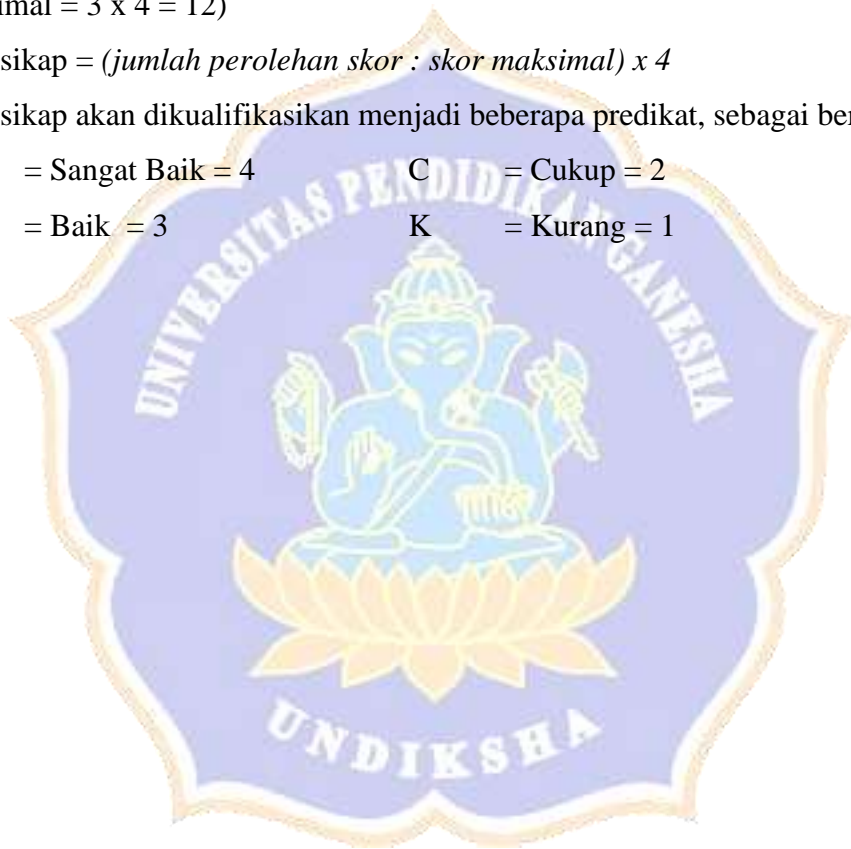 imal = 3 x 4 = 12)
sikap = (jumlah perolehan skor : skor maksimal) x 4
sikap akan dikualifikasikan menjadi beberapa predikat, sebagai ber
= Sangat Baik = 4 C = Cukup = 2
= Baik = 3 K = Kurang = 1
UNIVERSITAS PENDIDIKAN GANESHA
UNDIKSHA